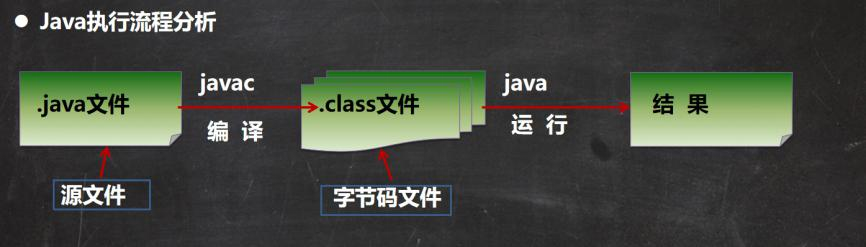 ● Java执行流程分析
javac
java
.java文件
.class文件
结 果
编 译
运 行
源文件
字节码文件